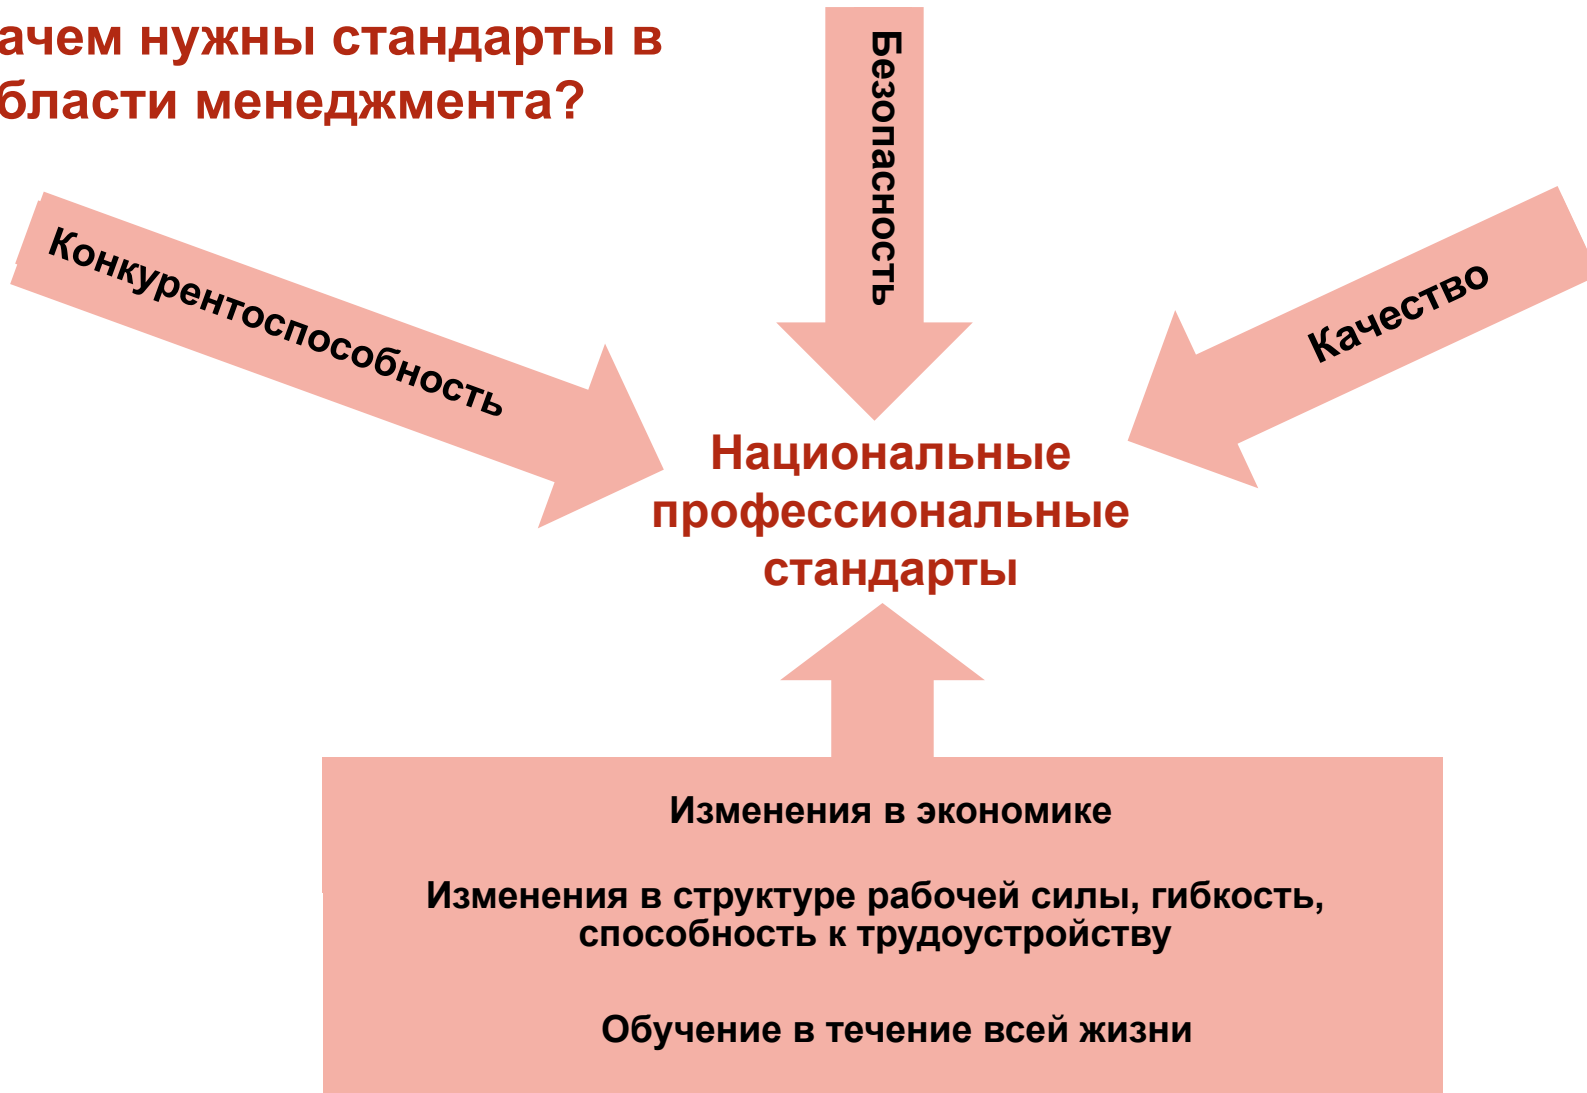 ачем нужны стандарты в
бласти менеджмента?
Безопасность
Конкурентоспособность
Качество
Национальные
профессиональные
стандарты
Изменения в экономике
Изменения в структуре рабочей силы, гибкость,
способность к трудоустройству
Обучение в течение всей жизни